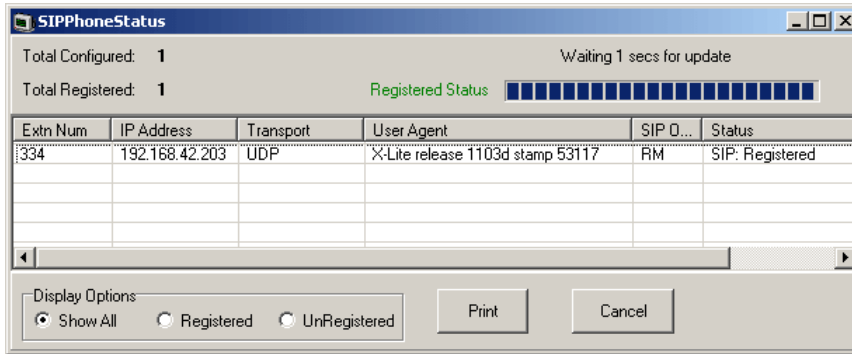 SIPPhoneStatus
Total Configured: 1
Waiting 1 secs for update
Total Registered: 1
Registered Status
Extn Num IP Address Transport User Agent SIP O... Status
334 192.168.42.203 UDP X-Lite release 1103d stamp 53117 RM SIP: Registered
Display Options
Show All Registered UnRegistered
Print Cancel